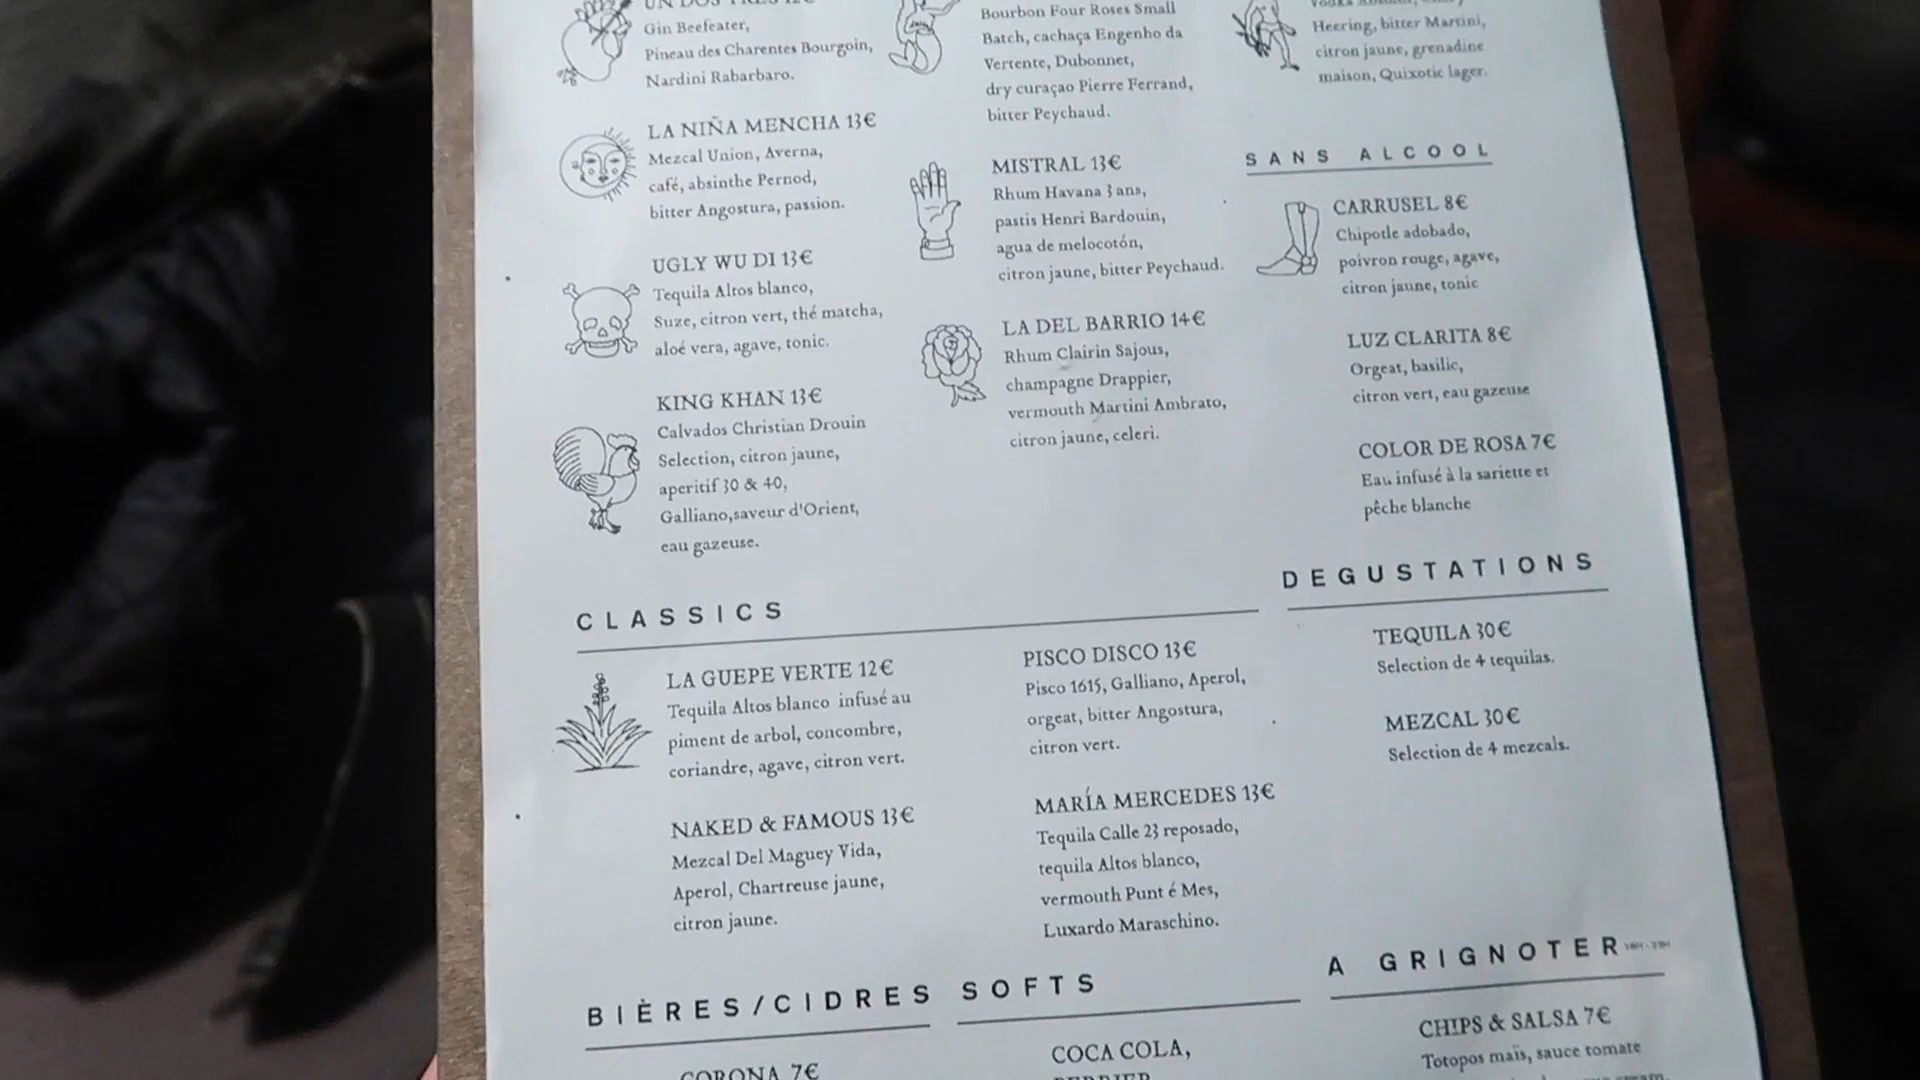 UN DOS TRES 12€
Gin Beefeater,
Pineau des Charentes Bourgoin,
Nardini Rabarbaro.
LA NIÑA MENCHA 13€
Mezcal Union, Averna,
café, absinthe Pernod,
bitter Angostura, passion.
UGLY WU DI 13€
Tequila Altos blanco,
Suze, citron vert, thé matcha,
aloé vera, agave, tonic.
KING KHAN 13€
Calvados Christian Drouin
Selection, citron jaune,
aperitif 30 & 40,
Galliano,saveur d'Orient,
eau gazeuse.
Bourbon Four Roses Small
Batch, cachaça Engenho da
Vertente, Dubonnet,
dry curaçao Pierre Ferrand,
bitter Peychaud.
MISTRAL 13€
Rhum Havana 3 ans,
pastis Henri Bardouin,
agua de melocotón,
citron jaune, bitter Peychaud.
LA DEL BARRIO 14€
Rhum Clairin Sajous,
champagne Drappier,
vermouth Martini Ambrato,
citron jaune, celeri.
Heering, bitter Martini,
citron jaune, grenadine
maison, Quixotic lager.
SANS ALCOOL
CARRUSEL 8€
Chipotle adobado,
poivron rouge, agave,
citron jaune, tonic
LUZ CLARITA 8€
Orgeat, basilic,
citron vert, eau gazeuse
COLOR DE ROSA 7€
Eau infusé à la sariette et
pêche blanche
CLASSICS
LA GUEPE VERTE 12€
Tequila Altos blanco infusé au
piment de arbol, concombre,
coriandre, agave, citron vert.
NAKED & FAMOUS 13€
Mezcal Del Maguey Vida,
Aperol, Chartreuse jaune,
citron jaune.
PISCO DISCO 13€
Pisco 1615, Galliano, Aperol,
orgeat, bitter Angostura,
citron vert.
MARÍA MERCEDES 13€
Tequila Calle 23 reposado,
tequila Altos blanco,
vermouth Punt é Mes,
Luxardo Maraschino.
DEGUSTATIONS
TEQUILA 30€
Selection de 4 tequilas.
MEZCAL 30€
Selection de 4 mezcals.
BIÈRES/CIDRES
CORONA 7€
SOFTS
COCA COLA,
PERRIER
A GRIGNOTER
CHIPS & SALSA 7€
Totopos maïs, sauce tomate